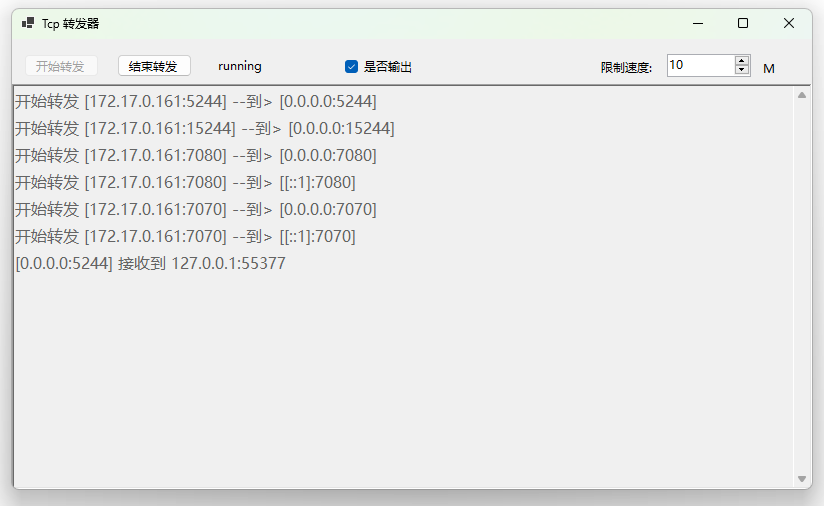 Tcp 转发器
开始转发 结束转发 running 是否输出 限制速度: 10 M
开始转发 [172.17.0.161:5244] --到> [0.0.0.0:5244]
开始转发 [172.17.0.161:15244] --到> [0.0.0.0:15244]
开始转发 [172.17.0.161:7080] --到> [0.0.0.0:7080]
开始转发 [172.17.0.161:7080] --到> [[::1]:7080]
开始转发 [172.17.0.161:7070] --到> [0.0.0.0:7070]
开始转发 [172.17.0.161:7070] --到> [[::1]:7070]
[0.0.0.0:5244] 接收到 127.0.0.1:55377